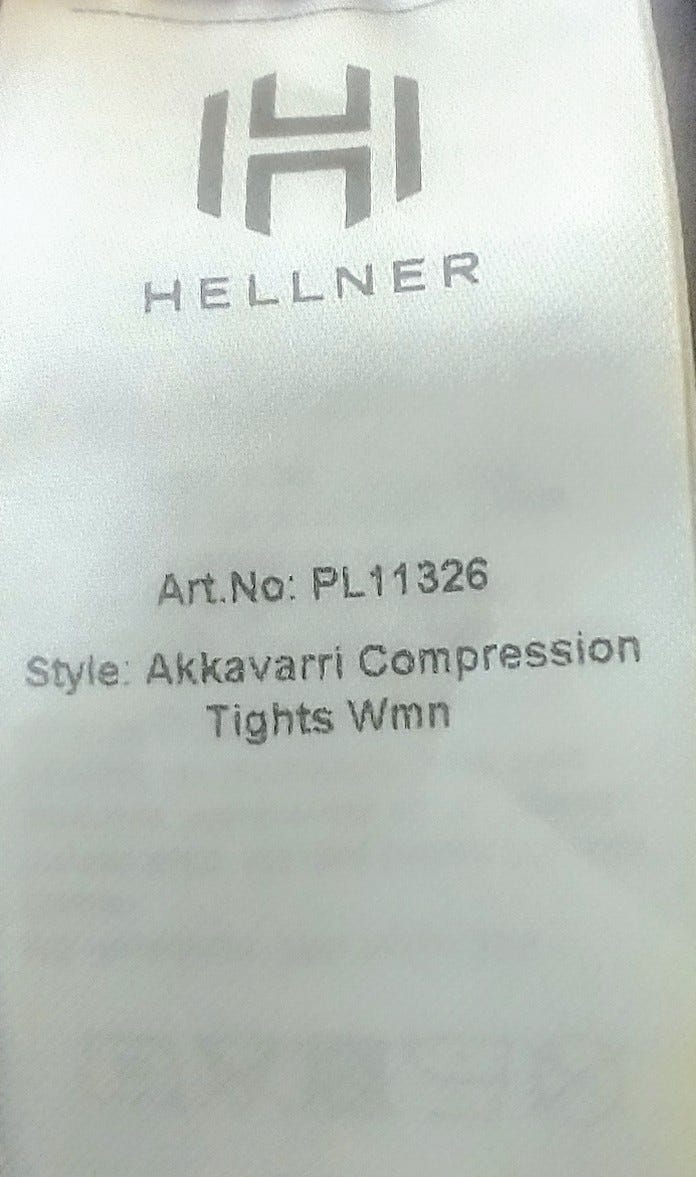 HELLNER
Art.No: PL11326
Style: Akkavarri Compression
Tights Wmn